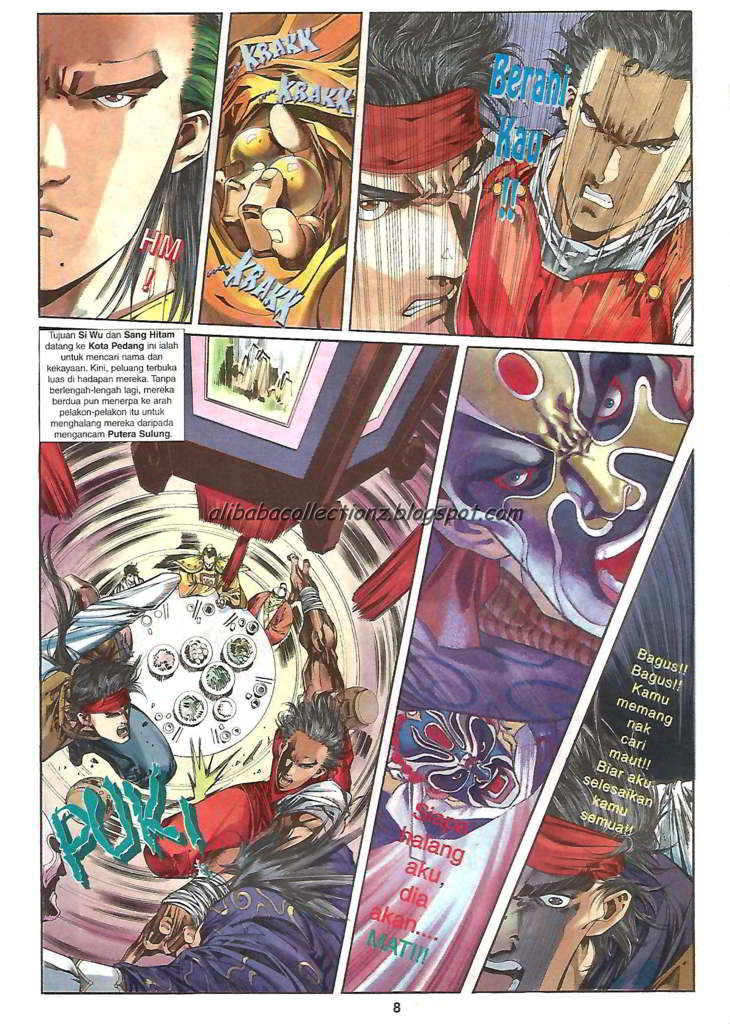 HM
!
...KRAKK
....KRAKK
...KRAKK
Berani
Kau
!!
Tujuan Si Wu dan Sang Hitam
datang ke Kota Pedang ini ialah
untuk mencari nama dan
kekayaan. Kini, peluang terbuka
luas di hadapan mereka. Tanpa
berlengah-lengah lagi, mereka
berdua pun menerpa ke arah
pelakon-pelakon itu untuk
menghalang mereka daripada
mengancam Putera Sulung.
alibabacollectionz.blogspot.com
PUK!
Siapa
halang
aku,
dia
akan....
MATI!!
Bagus!!
Bagus!!
Kamu
memang
nak
cari
maut!!
Biar aku
selesaikan
kamu
semua!!
8